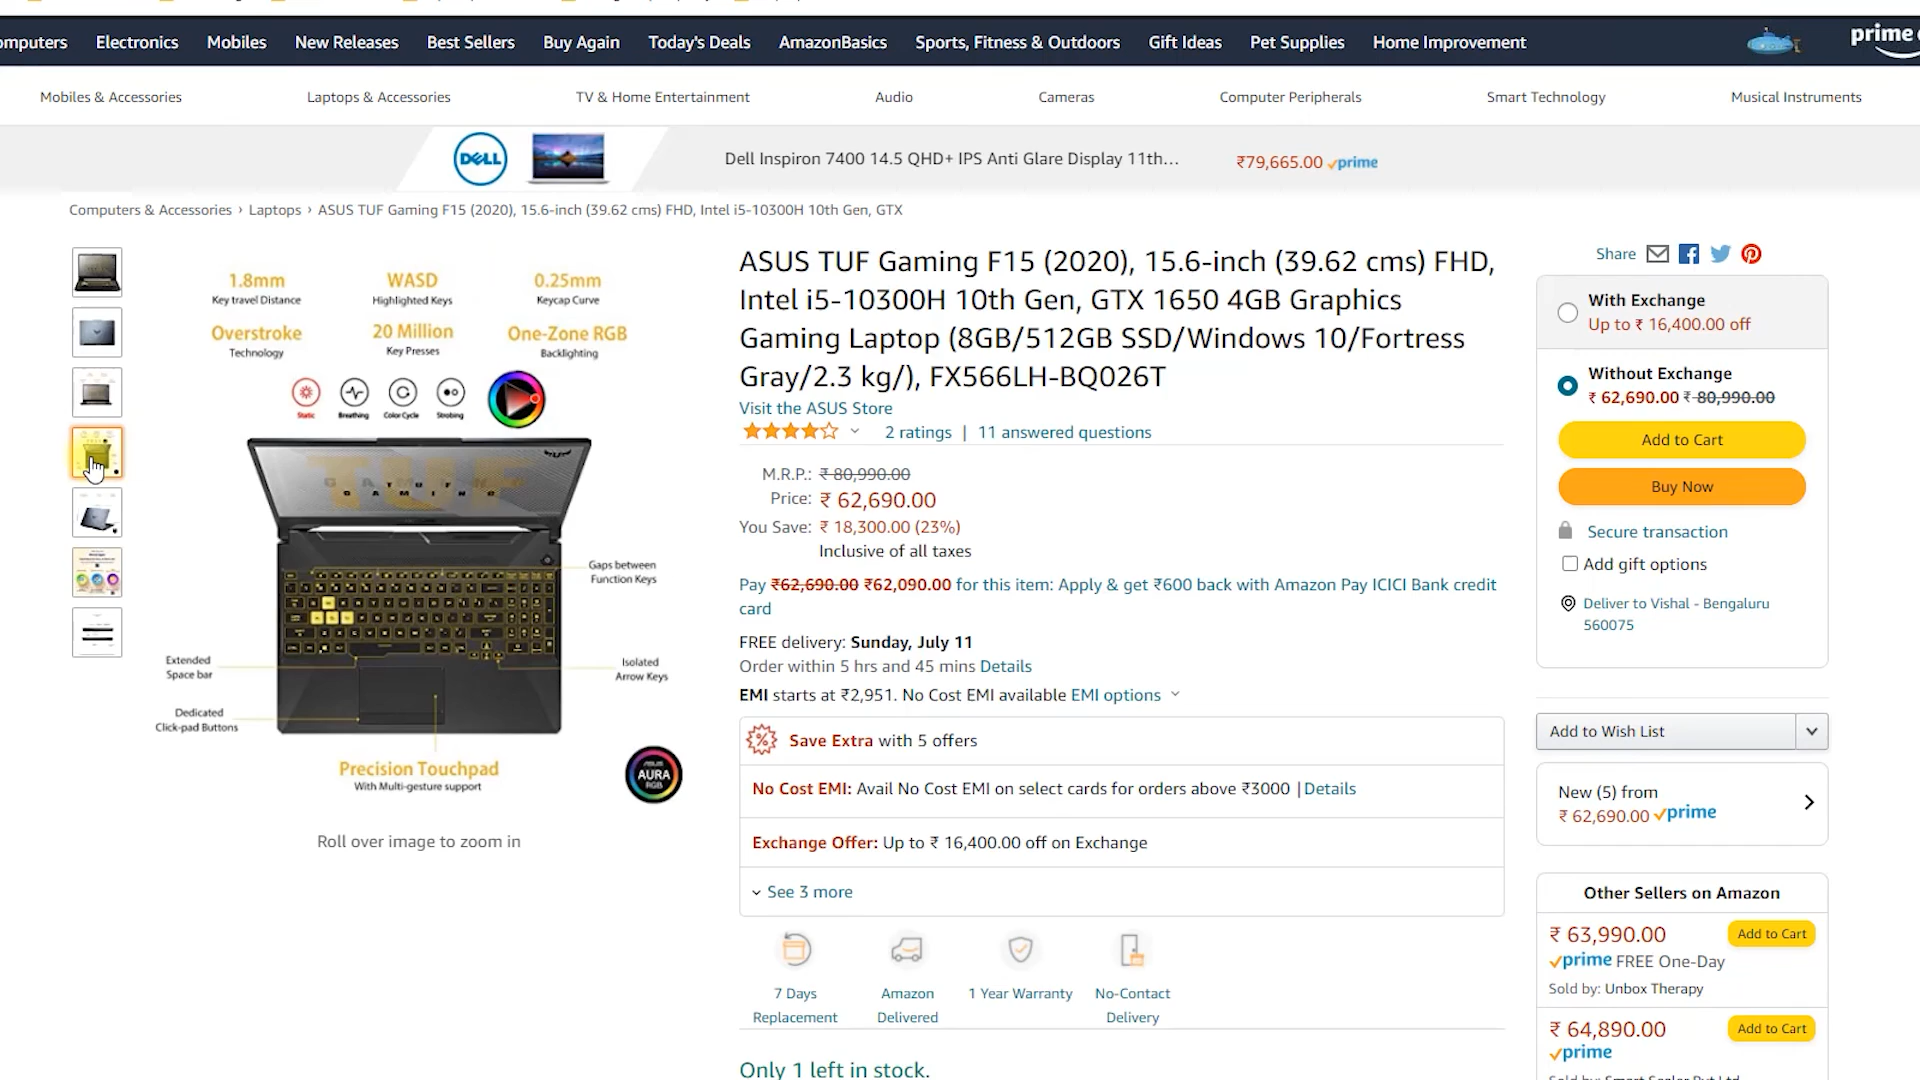 omputers Electronics Mobiles New Releases Best Sellers Buy Again Today's Deals AmazonBasics Sports, Fitness & Outdoors Gift Ideas Pet Supplies Home Improvement
prime
Mobiles & Accessories Laptops & Accessories TV & Home Entertainment Audio Cameras Computer Peripherals Smart Technology Musical Instruments
DELL
Dell Inspiron 7400 14.5 QHD+ IPS Anti Glare Display 11th...
₹79,665.00 prime
Computers & Accessories › Laptops › ASUS TUF Gaming F15 (2020), 15.6-inch (39.62 cms) FHD, Intel i5-10300H 10th Gen, GTX
1.8mm
Key travel Distance
WASD
Highlighted Keys
0.25mm
Keycap Curve
Overstroke
Technology
20 Million
Key Presses
One-Zone RGB
Backlighting
Static Breathing Color Cycle Strobing
Gaps between
Function Keys
Extended
Space bar
Isolated
Arrow Keys
Dedicated
Click-pad Buttons
Precision Touchpad
With Multi-gesture support
ASUS
AURA
RGB
Roll over image to zoom in
ASUS TUF Gaming F15 (2020), 15.6-inch (39.62 cms) FHD,
Intel i5-10300H 10th Gen, GTX 1650 4GB Graphics
Gaming Laptop (8GB/512GB SSD/Windows 10/Fortress
Gray/2.3 kg/), FX566LH-BQ026T
Visit the ASUS Store
2 ratings | 11 answered questions
M.R.P.: ₹ 80,990.00
Price: ₹ 62,690.00
You Save: ₹ 18,300.00 (23%)
Inclusive of all taxes
Pay ₹62,690.00 ₹62,090.00 for this item: Apply & get ₹600 back with Amazon Pay ICICI Bank credit
card
FREE delivery: Sunday, July 11
Order within 5 hrs and 45 mins Details
EMI starts at ₹2,951. No Cost EMI available EMI options
Save Extra with 5 offers
No Cost EMI: Avail No Cost EMI on select cards for orders above ₹3000 | Details
Exchange Offer: Up to ₹ 16,400.00 off on Exchange
See 3 more
7 Days
Replacement
Amazon
Delivered
1 Year Warranty
No-Contact
Delivery
Only 1 left in stock.
Share
With Exchange
Up to ₹ 16,400.00 off
Without Exchange
₹ 62,690.00 ₹ 80,990.00
Add to Cart
Buy Now
Secure transaction
Add gift options
Deliver to Vishal - Bengaluru
560075
Add to Wish List
New (5) from
₹ 62,690.00 prime
Other Sellers on Amazon
₹ 63,990.00 Add to Cart
prime FREE One-Day
Sold by: Unbox Therapy
₹ 64,890.00 Add to Cart
prime